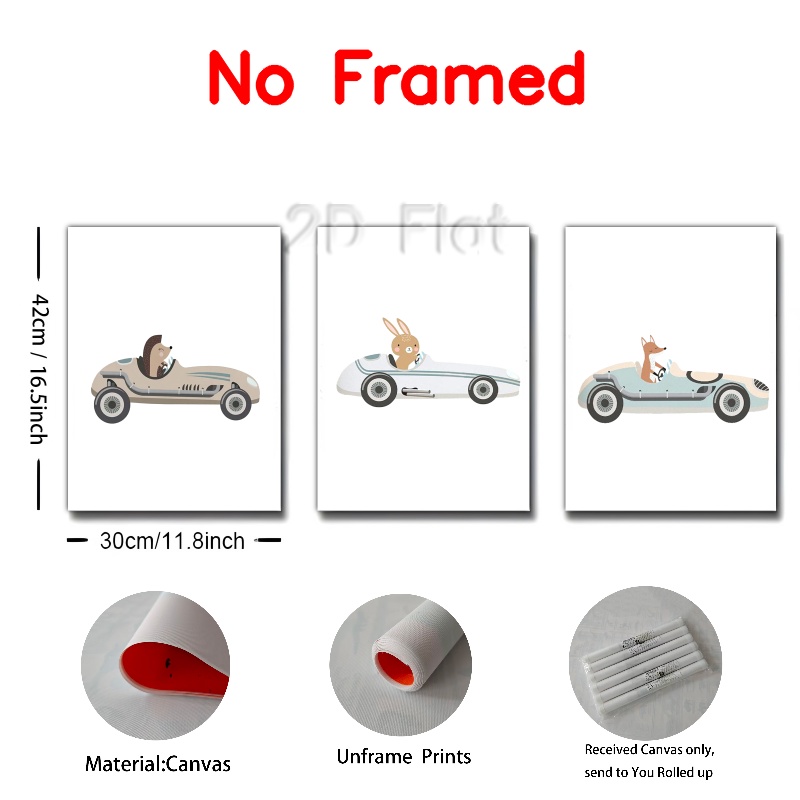 No Framed
2D Flat
42cm / 16.5inch
30cm/11.8inch
Material:Canvas
Unframe Prints
Received Canvas only,
send to You Rolled up